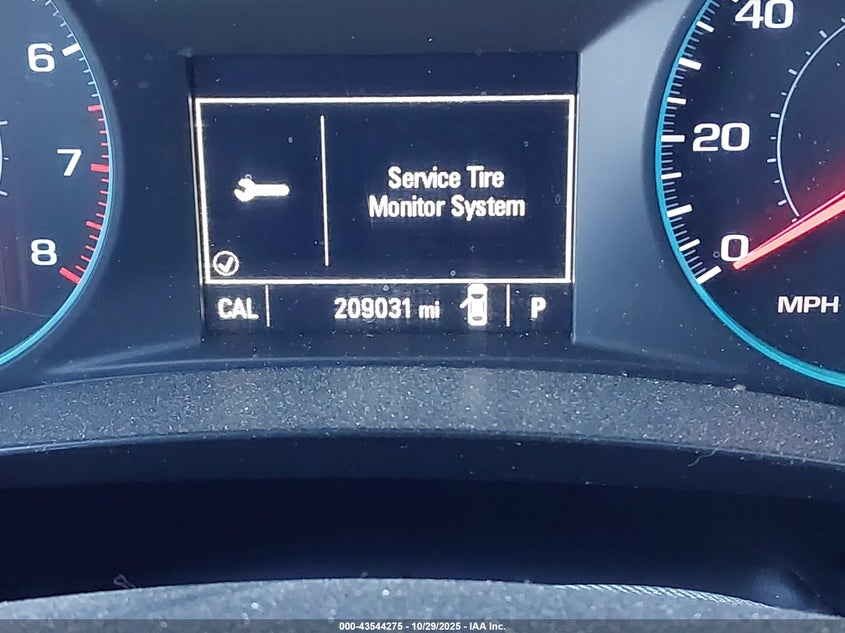 6
7
8
Service Tire
Monitor System
CAL
209031 mi
P
40
20
0
MPH
000-43544275 - 10/29/2025 - IAA Inc.